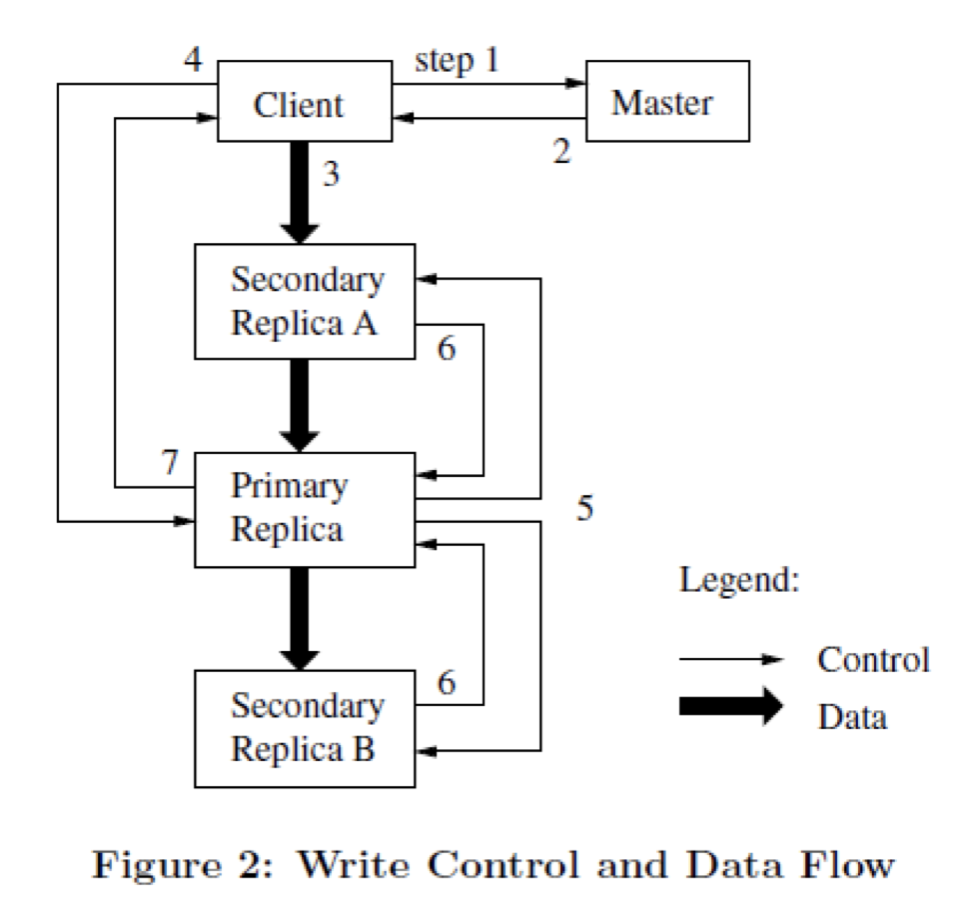 4
step 1
Client
Master
2
3
Secondary
Replica A
6
7
Primary
Replica
5
Legend:
Control
Data
6
Secondary
Replica B
Figure 2: Write Control and Data Flow